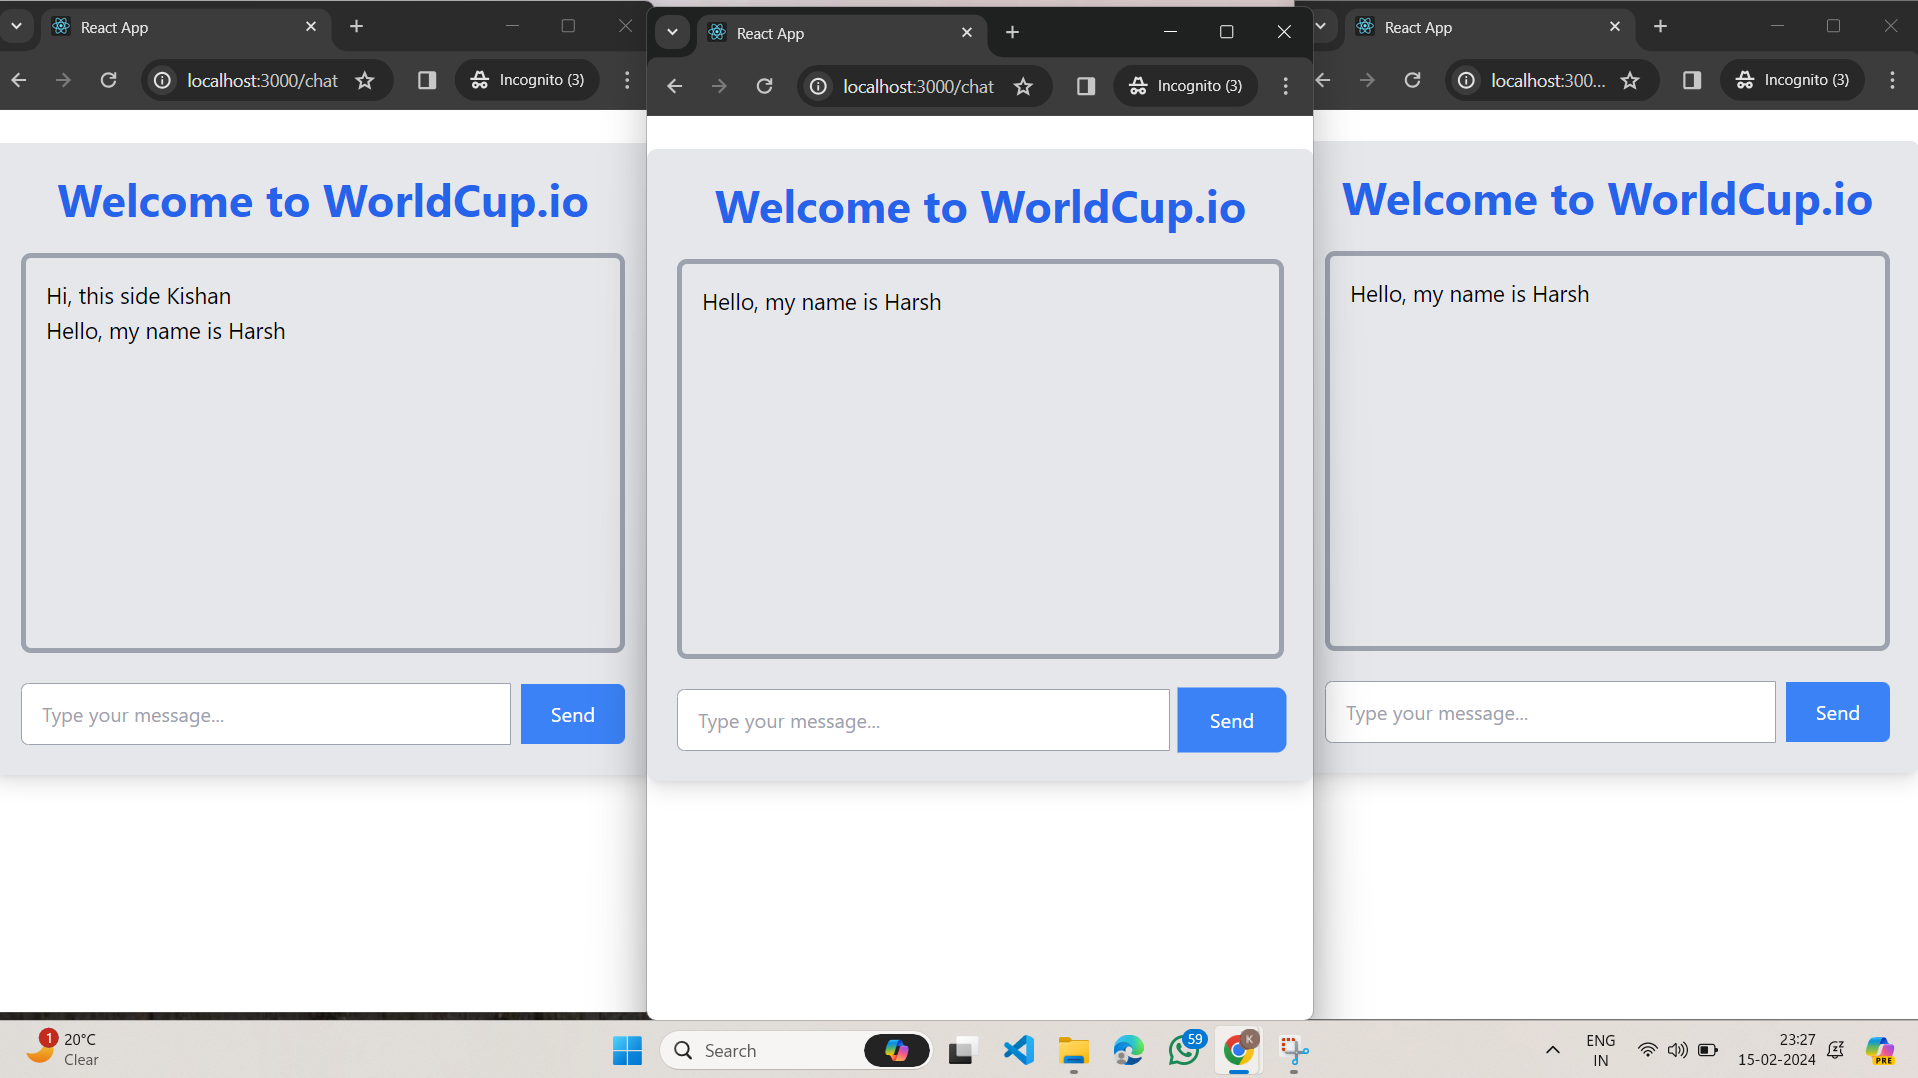 React App
localhost:3000/chat
Incognito (3)
Welcome to WorldCup.io
Hi, this side Kishan
Hello, my name is Harsh
Type your message...
Send
React App
localhost:3000/chat
Incognito (3)
Welcome to WorldCup.io
Hello, my name is Harsh
Type your message...
Send
React App
localhost:300...
Incognito (3)
Welcome to WorldCup.io
Hello, my name is Harsh
Type your message...
Send
1
20°C
Clear
Search
PRE
59
K
ENG
IN
23:27
15-02-2024